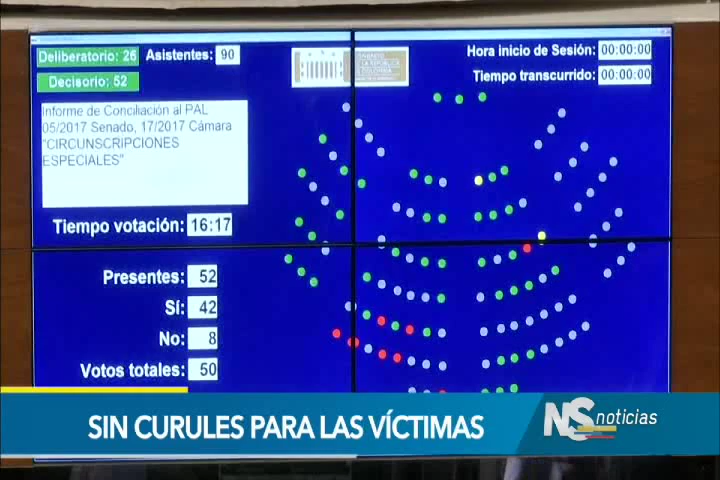 Deliberatorio: 26
Asistentes: 90
Decisorio: 52
Hora inicio de Sesión: 00:00:00
Tiempo transcurrido: 00:00:00
Informe de Conciliación al PAL
05/2017 Senado, 17/2017 Cámara
"CIRCUNSCRIPCIONES
ESPECIALES"
Tiempo votación: 16:17
Presentes: 52
Sí: 42
No: 8
Votos totales: 50
SIN CURULES PARA LAS VÍCTIMAS
NS noticias